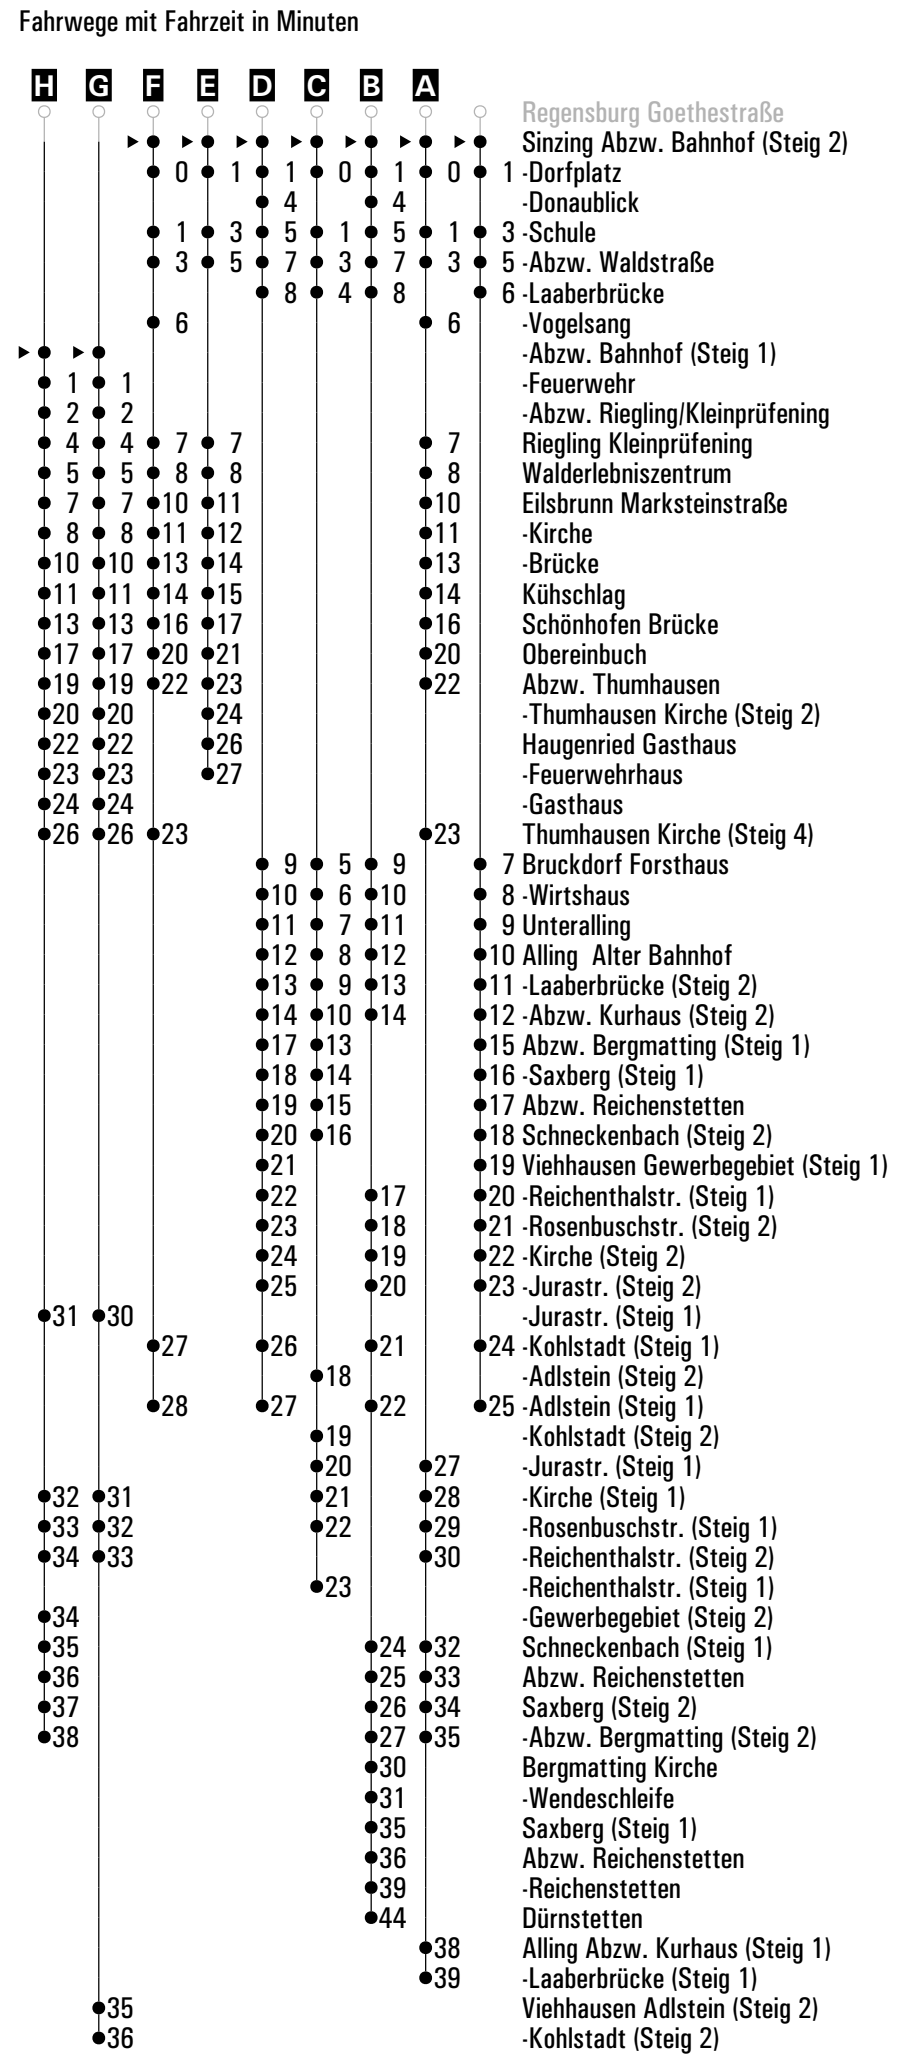 Fahrwege mit Fahrzeit in Minuten
H G F E D C B A
Regensburg Goethestraße
Sinzing Abzw. Bahnhof (Steig 2)
0 1 1 0 1 0 1 -Dorfplatz
4 4 -Donaublick
1 3 5 1 5 1 3 -Schule
3 5 7 3 7 3 5 -Abzw. Waldstraße
8 4 8 6 -Laaberbrücke
6 6 -Vogelsang
-Abzw. Bahnhof (Steig 1)
1 1 -Feuerwehr
2 2 -Abzw. Riegling/Kleinprüfening
4 4 7 7 7 Riegling Kleinprüfening
5 5 8 8 8 Walderlebniszentrum
7 7 10 11 10 Eilsbrunn Marksteinstraße
8 8 11 12 11 -Kirche
10 10 13 14 13 -Brücke
11 11 14 15 14 Kühschlag
13 13 16 17 16 Schönhofen Brücke
17 17 20 21 20 Obereinbuch
19 19 22 23 22 Abzw. Thumhausen
20 20 24 -Thumhausen Kirche (Steig 2)
22 22 26 Haugenried Gasthaus
23 23 27 -Feuerwehrhaus
24 24 -Gasthaus
26 26 23 23 Thumhausen Kirche (Steig 4)
9 5 9 7 Bruckdorf Forsthaus
10 6 10 8 -Wirtshaus
11 7 11 9 Unteralling
12 8 12 10 Alling Alter Bahnhof
13 9 13 11 -Laaberbrücke (Steig 2)
14 10 14 12 -Abzw. Kurhaus (Steig 2)
17 13 15 Abzw. Bergmatting (Steig 1)
18 14 16 -Saxberg (Steig 1)
19 15 17 Abzw. Reichenstetten
20 16 18 Schneckenbach (Steig 2)
21 19 Viehhausen Gewerbegebiet (Steig 1)
22 17 20 -Reichenthalstr. (Steig 1)
23 18 21 -Rosenbuschstr. (Steig 2)
24 19 22 -Kirche (Steig 2)
25 20 23 -Jurastr. (Steig 2)
31 30 -Jurastr. (Steig 1)
27 26 21 24 -Kohlstadt (Steig 1)
18 -Adlstein (Steig 2)
28 27 22 25 -Adlstein (Steig 1)
19 -Kohlstadt (Steig 2)
20 27 -Jurastr. (Steig 1)
32 31 21 28 -Kirche (Steig 1)
33 32 22 29 -Rosenbuschstr. (Steig 1)
34 33 30 -Reichenthalstr. (Steig 2)
23 -Reichenthalstr. (Steig 1)
34 -Gewerbegebiet (Steig 2)
35 24 32 Schneckenbach (Steig 1)
36 25 33 Abzw. Reichenstetten
37 26 34 Saxberg (Steig 2)
38 27 35 -Abzw. Bergmatting (Steig 2)
30 Bergmatting Kirche
31 -Wendeschleife
35 Saxberg (Steig 1)
36 Abzw. Reichenstetten
39 -Reichenstetten
44 Dürnstetten
38 Alling Abzw. Kurhaus (Steig 1)
39 -Laaberbrücke (Steig 1)
35 Viehhausen Adlstein (Steig 2)
36 -Kohlstadt (Steig 2)